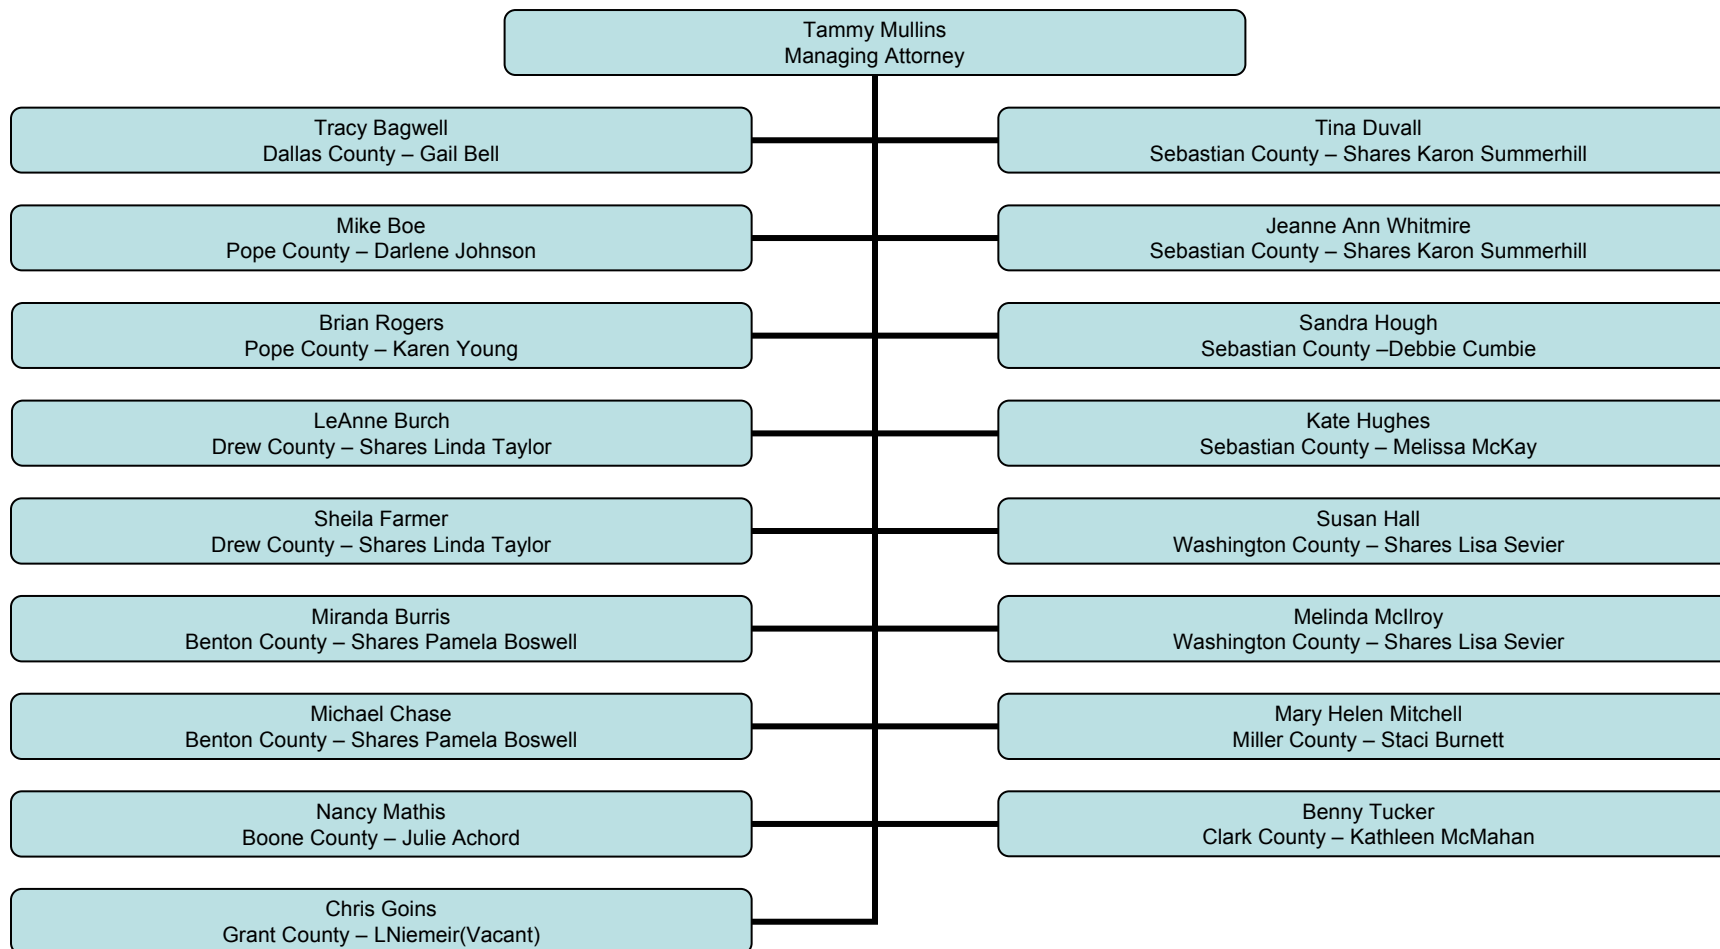 Tammy Mullins
Managing Attorney
Tracy Bagwell
Dallas County – Gail Bell
Tina Duvall
Sebastian County – Shares Karon Summerhill
Mike Boe
Pope County – Darlene Johnson
Jeanne Ann Whitmire
Sebastian County – Shares Karon Summerhill
Brian Rogers
Pope County – Karen Young
Sandra Hough
Sebastian County –Debbie Cumbie
LeAnne Burch
Drew County – Shares Linda Taylor
Kate Hughes
Sebastian County – Melissa McKay
Sheila Farmer
Drew County – Shares Linda Taylor
Susan Hall
Washington County – Shares Lisa Sevier
Miranda Burris
Benton County – Shares Pamela Boswell
Melinda McIlroy
Washington County – Shares Lisa Sevier
Michael Chase
Benton County – Shares Pamela Boswell
Mary Helen Mitchell
Miller County – Staci Burnett
Nancy Mathis
Boone County – Julie Achord
Benny Tucker
Clark County – Kathleen McMahan
Chris Goins
Grant County – LNiemeir(Vacant)